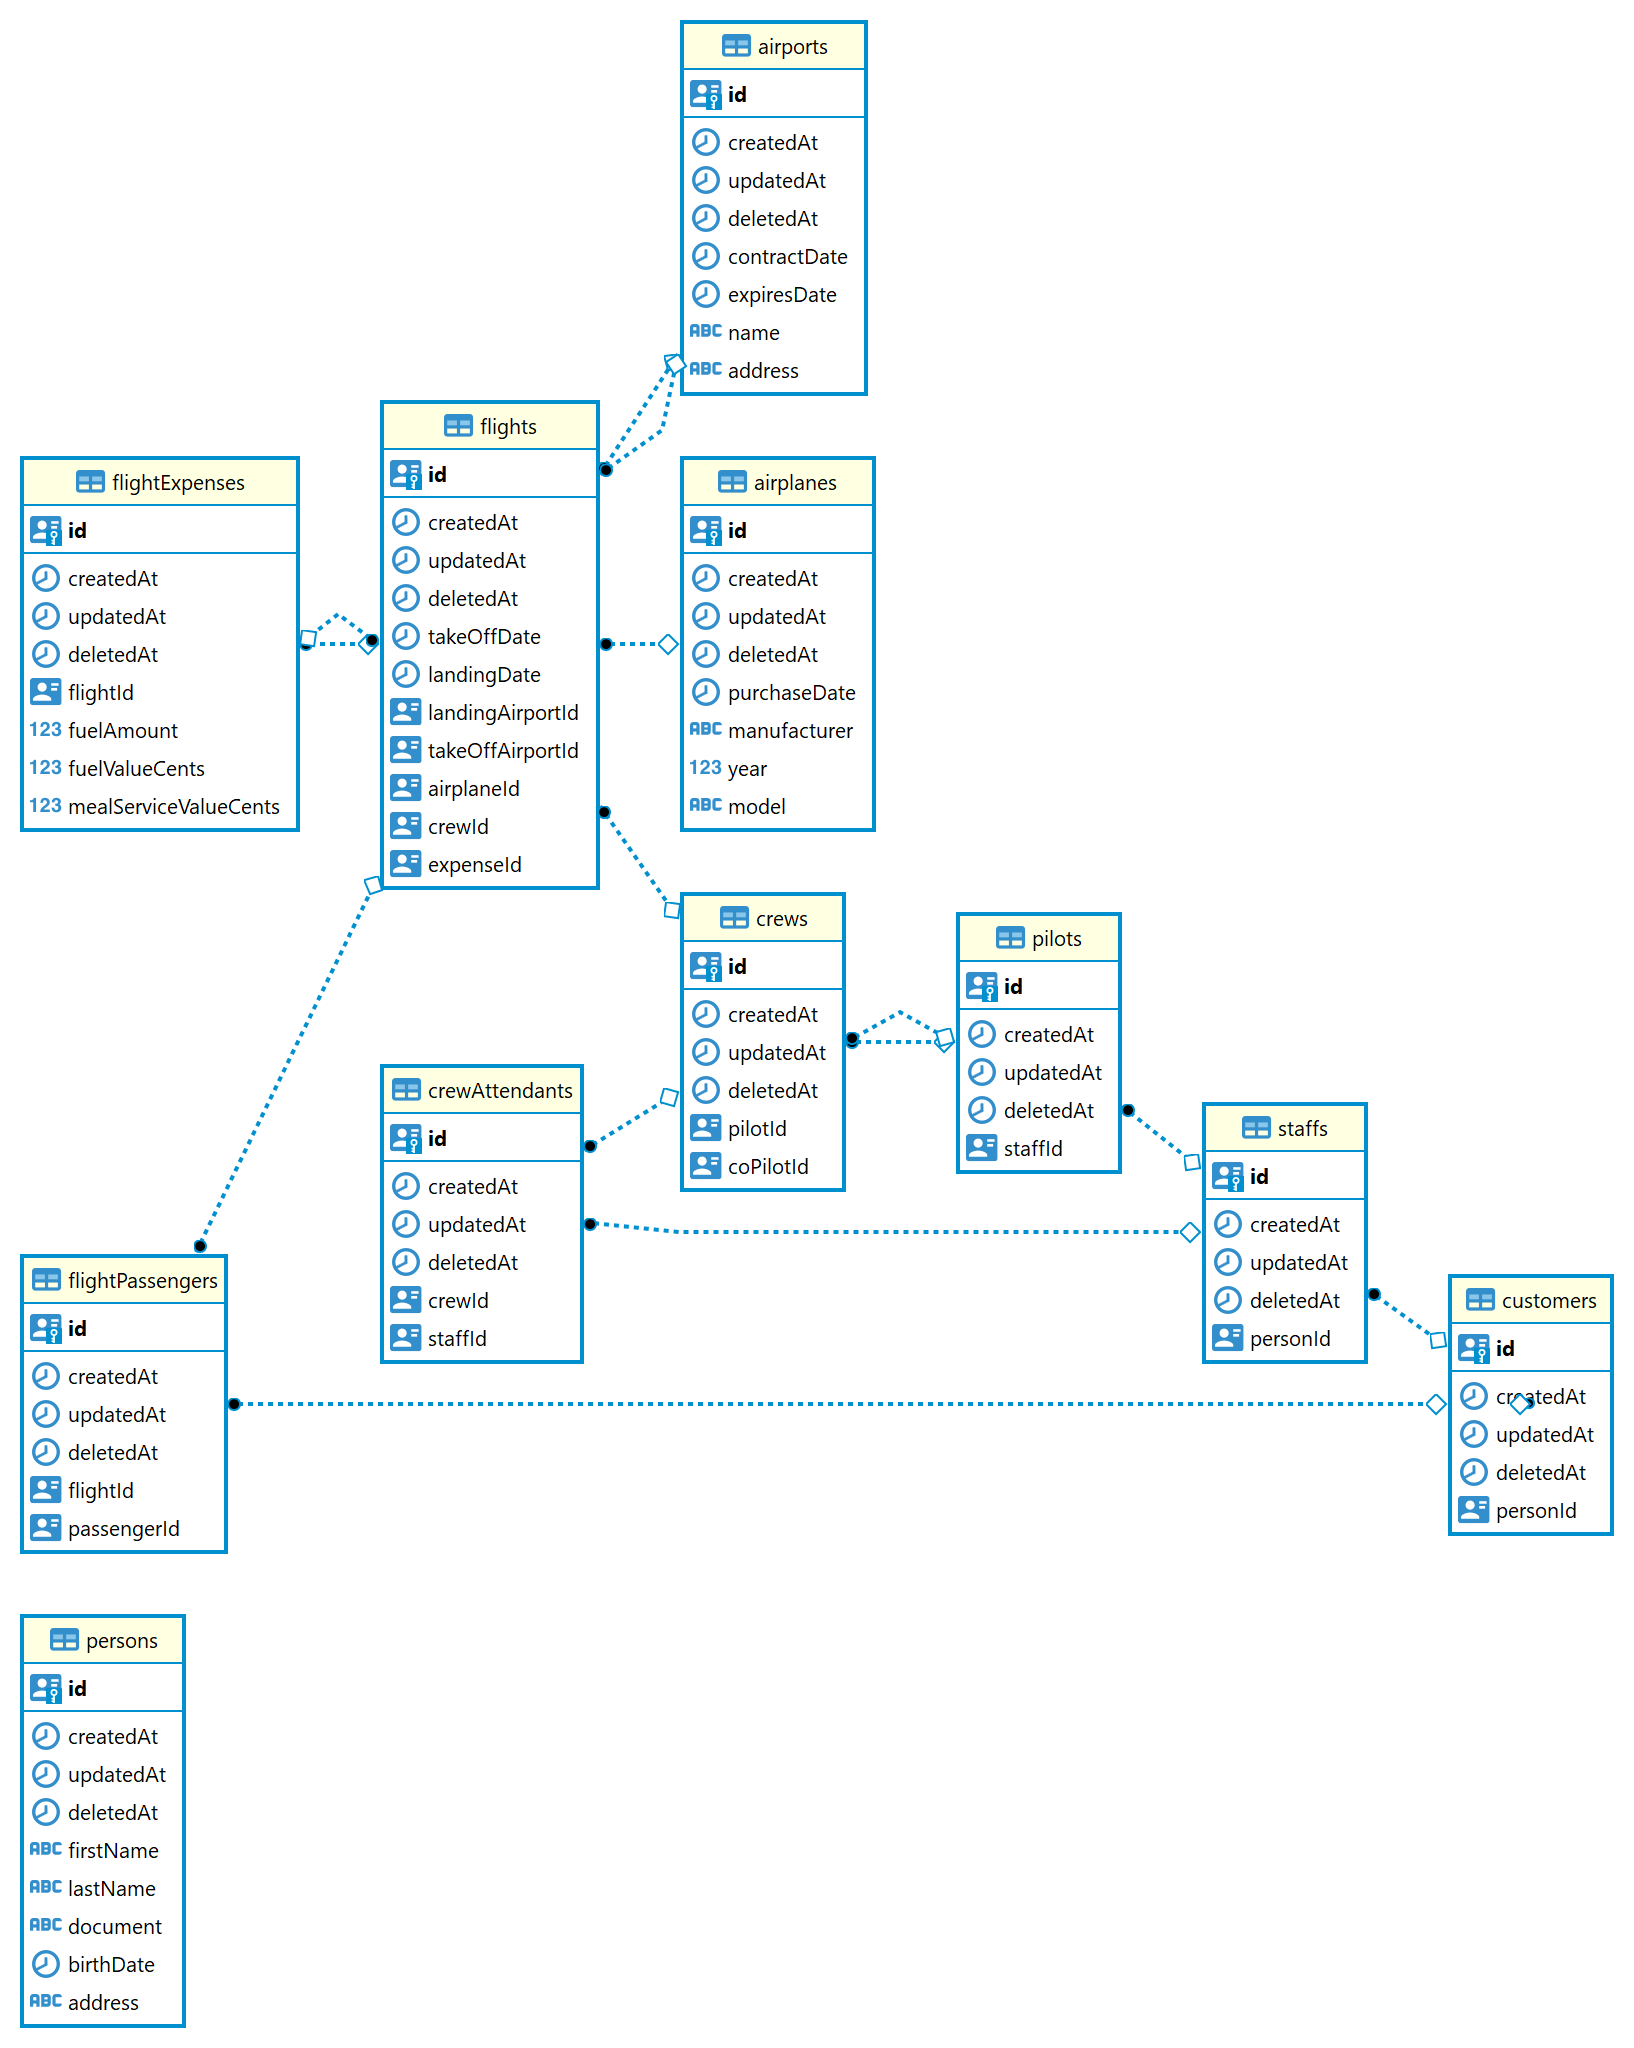 airports
id
createdAt
updatedAt
deletedAt
contractDate
expiresDate
ABC name
ABC address
flights
id
createdAt
updatedAt
deletedAt
takeOffDate
landingDate
landingAirportId
takeOffAirportId
airplaneId
crewId
expenseId
flightExpenses
id
createdAt
updatedAt
deletedAt
flightId
123 fuelAmount
123 fuelValueCents
123 mealServiceValueCents
airplanes
id
createdAt
updatedAt
deletedAt
purchaseDate
ABC manufacturer
123 year
ABC model
crews
id
createdAt
updatedAt
deletedAt
pilotId
coPilotId
pilots
id
createdAt
updatedAt
deletedAt
staffId
crewAttendants
id
createdAt
updatedAt
deletedAt
crewId
staffId
staffs
id
createdAt
updatedAt
deletedAt
personId
flightPassengers
id
createdAt
updatedAt
deletedAt
flightId
passengerId
customers
id
createdAt
updatedAt
deletedAt
personId
persons
id
createdAt
updatedAt
deletedAt
ABC firstName
ABC lastName
ABC document
birthDate
ABC address